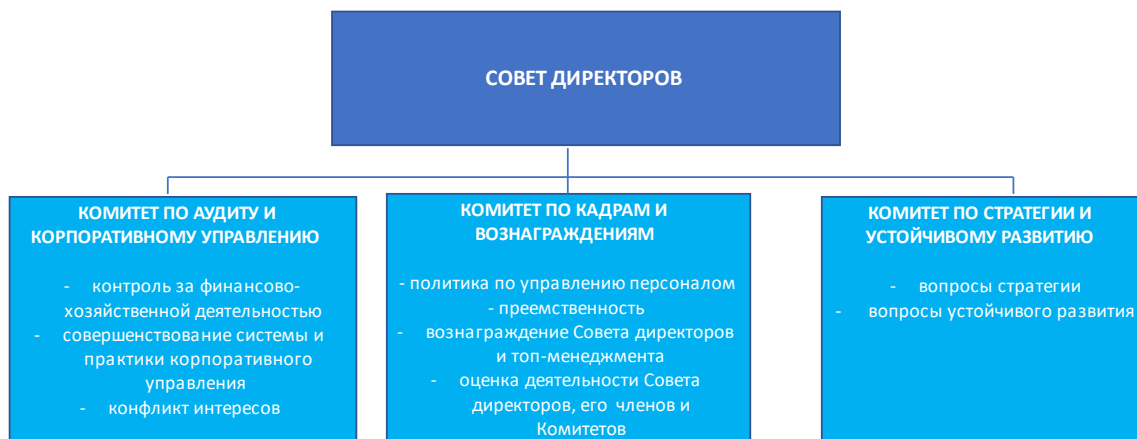 СОВЕТ ДИРЕКТОРОВ
КОМИТЕТ ПО АУДИТУ И
КОРПОРАТИВНОМУ УПРАВЛЕНИЮ
- контроль за финансово-
хозяйственной деятельностью
- совершенствование системы и
практики корпоративного
управления
- конфликт интересов
КОМИТЕТ ПО КАДРАМ И
ВОЗНАГРАЖДЕНИЯМ
- политика по управлению персоналом
- преемственность
- вознаграждение Совета директоров
и топ-менеджмента
- оценка деятельности Совета
директоров, его членов и
Комитетов
КОМИТЕТ ПО СТРАТЕГИИ И
УСТОЙЧИВОМУ РАЗВИТИЮ
- вопросы стратегии
- вопросы устойчивого развития